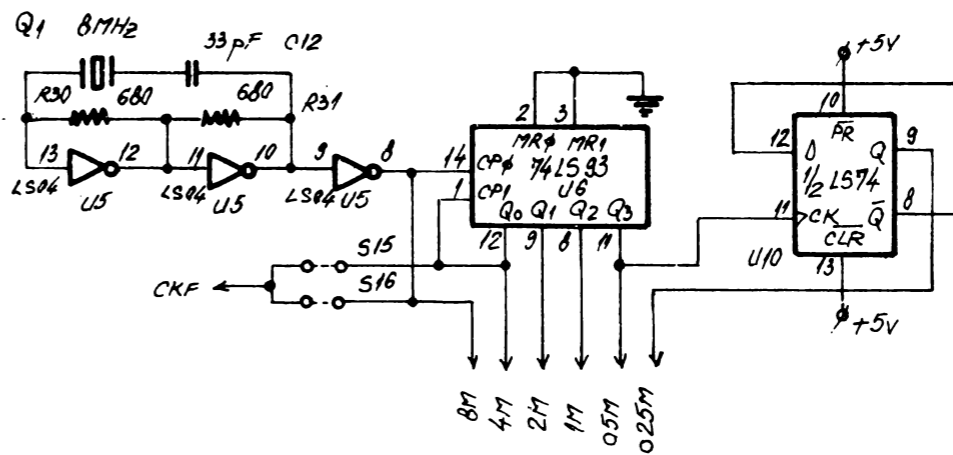 Q1 8MHz
33pF C12
R30 680 680 R31
13 12 11 10 9 8
LS04 U5 LS04 U5 LS04 U5
2 3
MRΦ MR1
14 CPΦ 74LS93
1 CP1 U6
Q0 Q1 Q2 Q3
12 9 8 11
S15
S16
CKF
8M 4M 2M 1M 05M 025M
+5V
10
PR
12 D Q 9
1/2 LS74
11 CK Q 8
CLR
U10 13
+5V